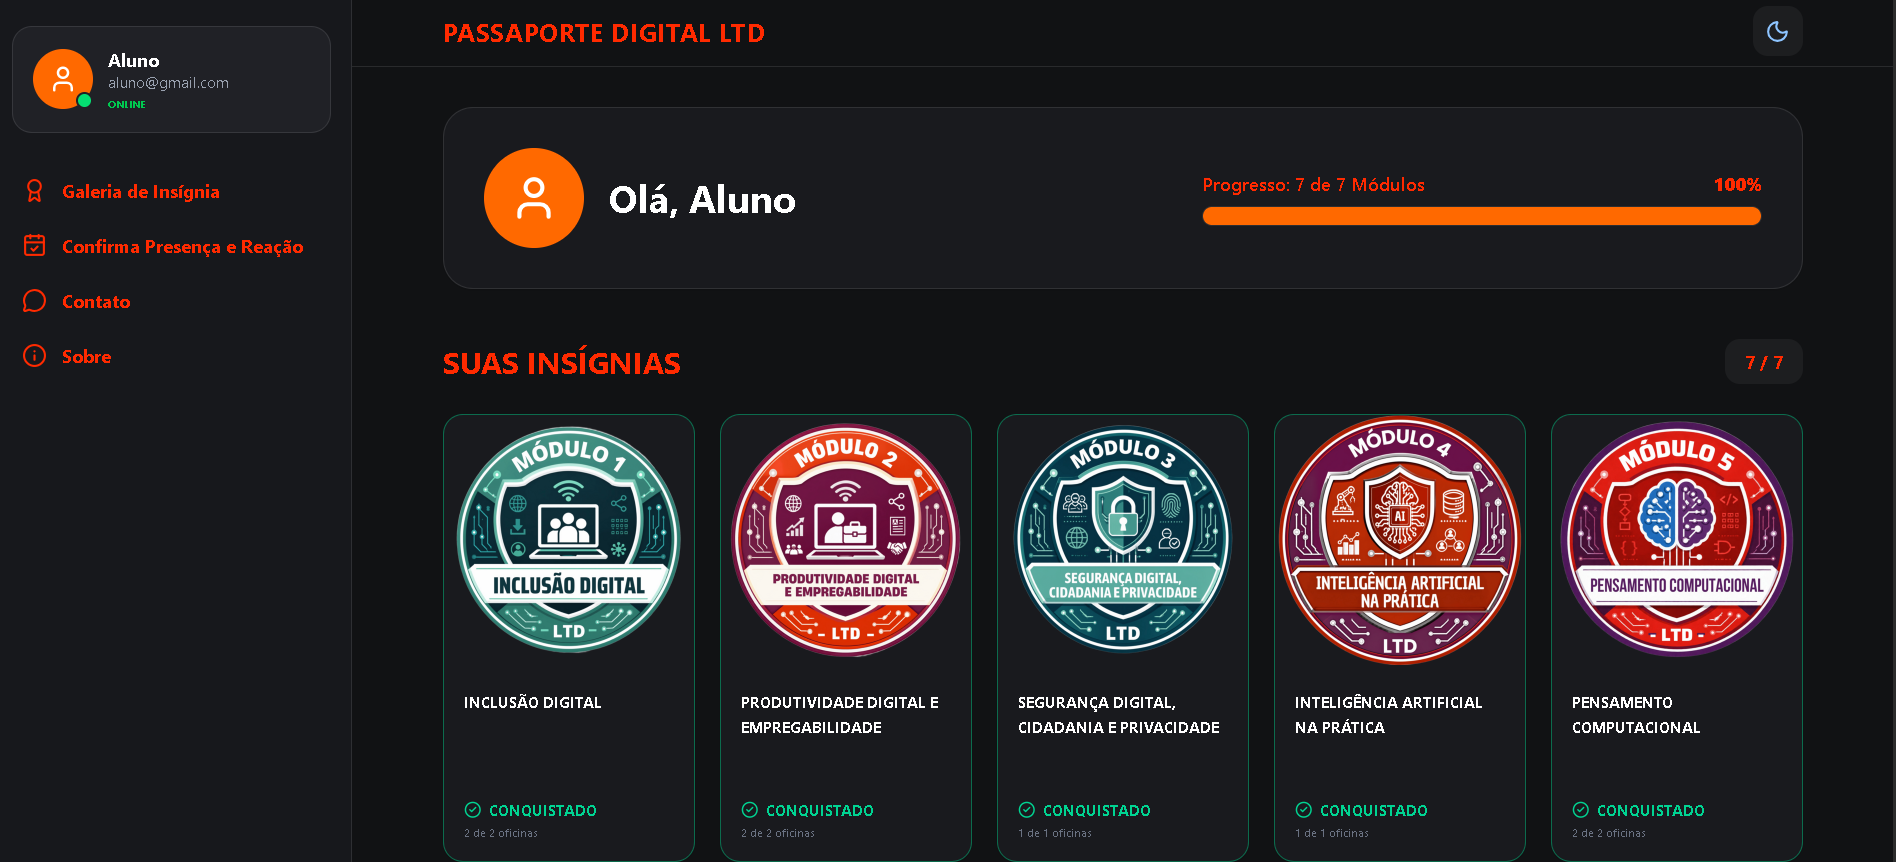 Aluno
aluno@gmail.com
ONLINE
Galeria de Insígnia
Confirma Presença e Reação
Contato
Sobre
PASSAPORTE DIGITAL LTD
Olá, Aluno
Progresso: 7 de 7 Módulos
100%
SUAS INSÍGNIAS
7 / 7
MÓDULO 1
INCLUSÃO DIGITAL
- LTD -
INCLUSÃO DIGITAL
CONQUISTADO
2 de 2 oficinas
MÓDULO 2
PRODUTIVIDADE DIGITAL
E EMPREGABILIDADE
- LTD -
PRODUTIVIDADE DIGITAL E
EMPREGABILIDADE
CONQUISTADO
2 de 2 oficinas
MÓDULO 3
SEGURANÇA DIGITAL,
CIDADANIA E PRIVACIDADE
LTD
SEGURANÇA DIGITAL,
CIDADANIA E PRIVACIDADE
CONQUISTADO
1 de 1 oficinas
MÓDULO 4
AI
INTELIGÊNCIA ARTIFICIAL
NA PRÁTICA
LTD
INTELIGÊNCIA ARTIFICIAL
NA PRÁTICA
CONQUISTADO
1 de 1 oficinas
MÓDULO 5
PENSAMENTO COMPUTACIONAL
- LTD -
PENSAMENTO
COMPUTACIONAL
CONQUISTADO
2 de 2 oficinas